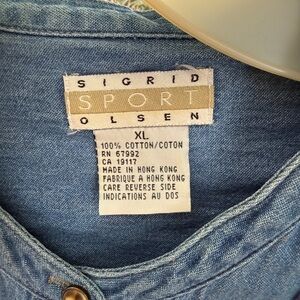 SIGRID
SPORT
OLSEN
XL
100% COTTON/COTON
RN 67992
CA 19117
MADE IN HONG KONG
FABRIQUE A HONG KONG
CARE REVERSE SIDE
INDICATIONS AU DOS